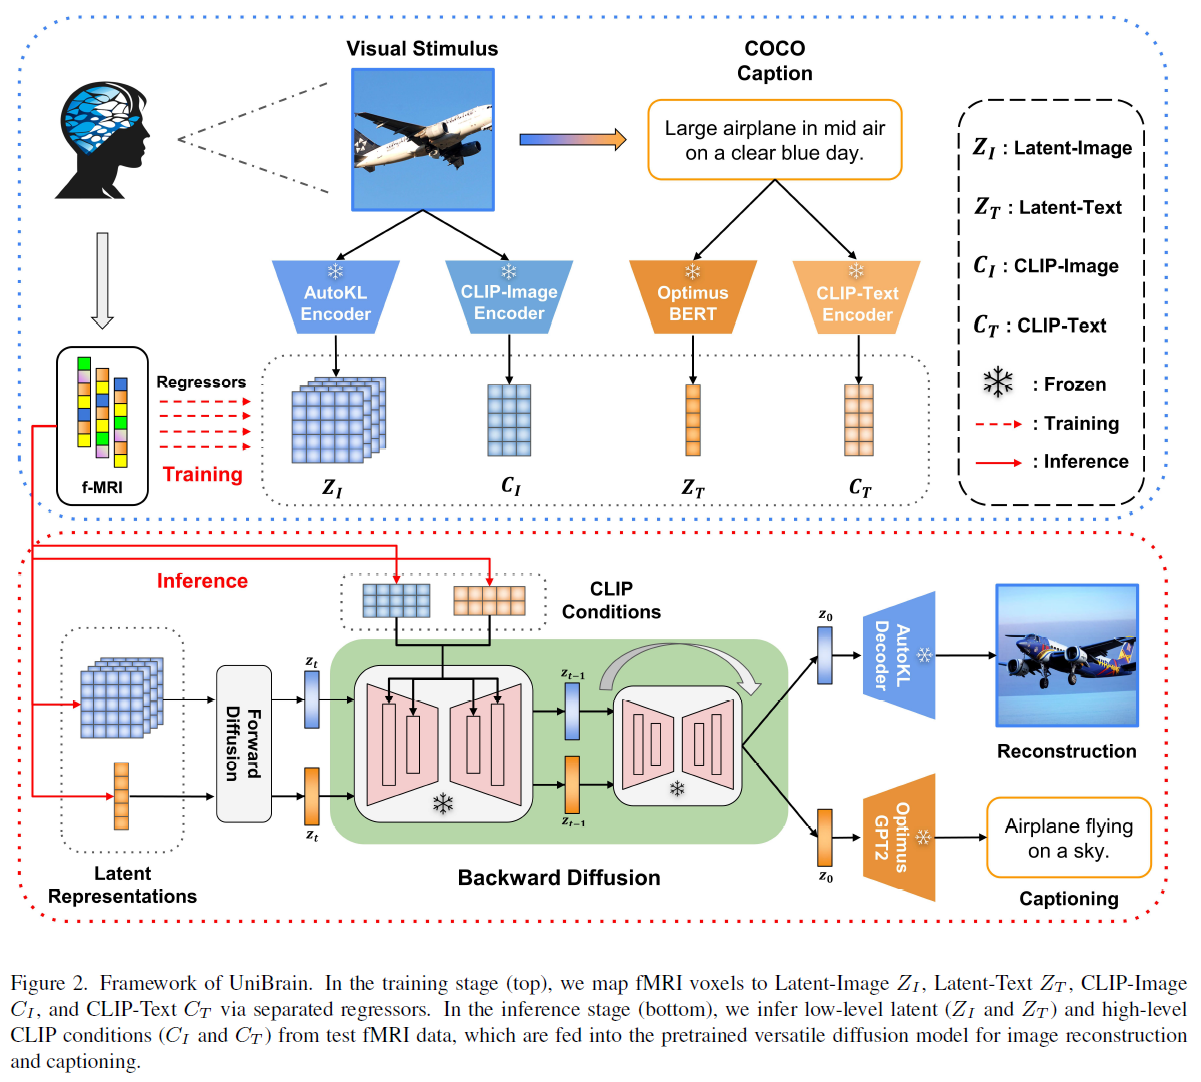 Visual Stimulus
COCO
Caption
Large airplane in mid air
on a clear blue day.
Z_I : Latent-Image
Z_T : Latent-Text
C_I : CLIP-Image
C_T : CLIP-Text
: Frozen
: Training
: Inference
AutoKL
Encoder
CLIP-Image
Encoder
Optimus
BERT
CLIP-Text
Encoder
Regressors
Training
f-MRI
Z_I
C_I
Z_T
C_T
Inference
CLIP
Conditions
Latent
Representations
Forward
Diffusion
z_t
z_t
z_{t-1}
z_{t-1}
Backward Diffusion
z_0
z_0
AutoKL
Decoder
Optimus
GPT2
Reconstruction
Airplane flying
on a sky.
Captioning
Figure 2. Framework of UniBrain. In the training stage (top), we map fMRI voxels to Latent-Image Z_I, Latent-Text Z_T, CLIP-Image
C_I, and CLIP-Text C_T via separated regressors. In the inference stage (bottom), we infer low-level latent (Z_I and Z_T) and high-level
CLIP conditions (C_I and C_T) from test fMRI data, which are fed into the pretrained versatile diffusion model for image reconstruction
and captioning.